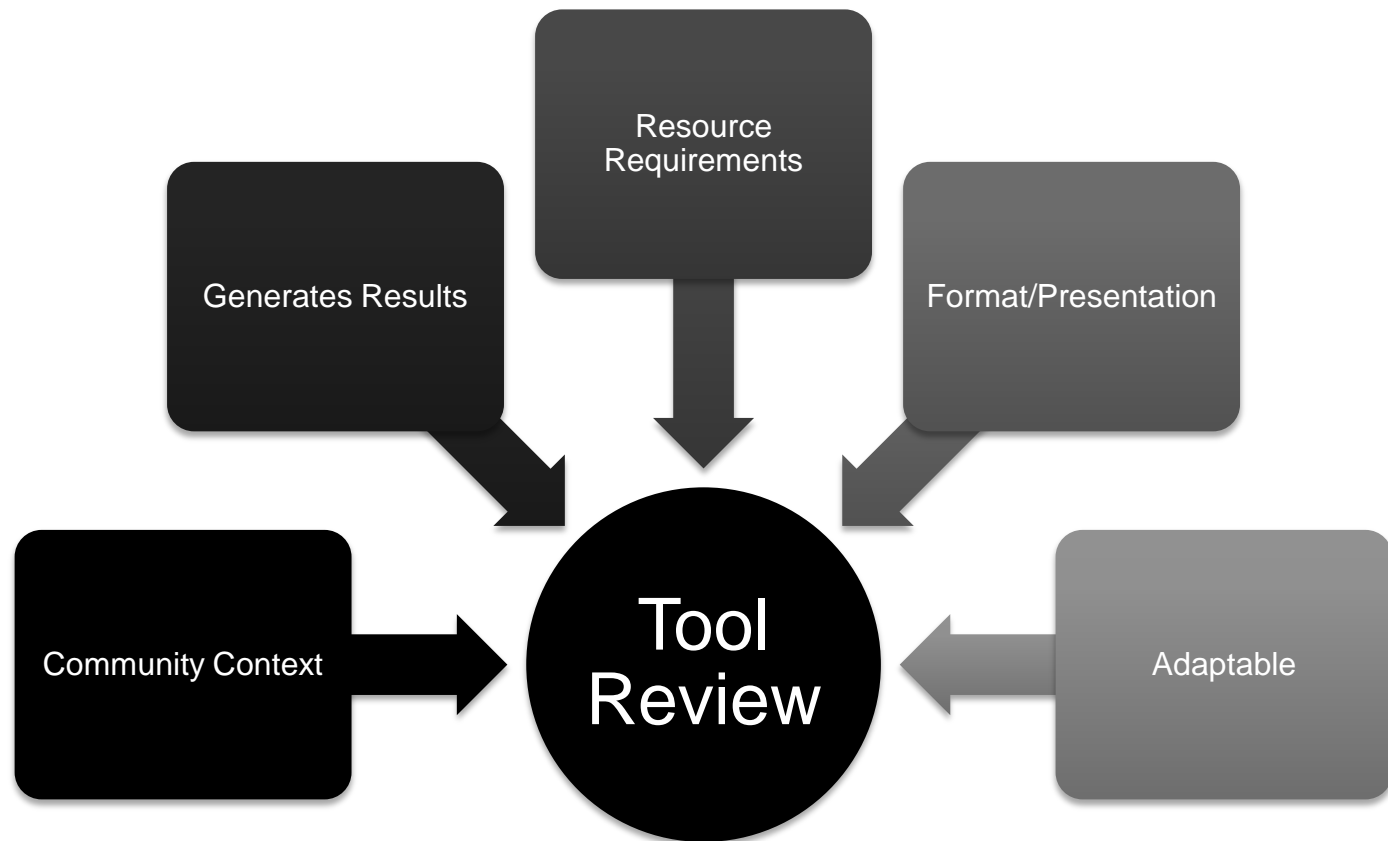 Resource
Requirements
Generates Results
Format/Presentation
Community Context
Tool
Review
Adaptable